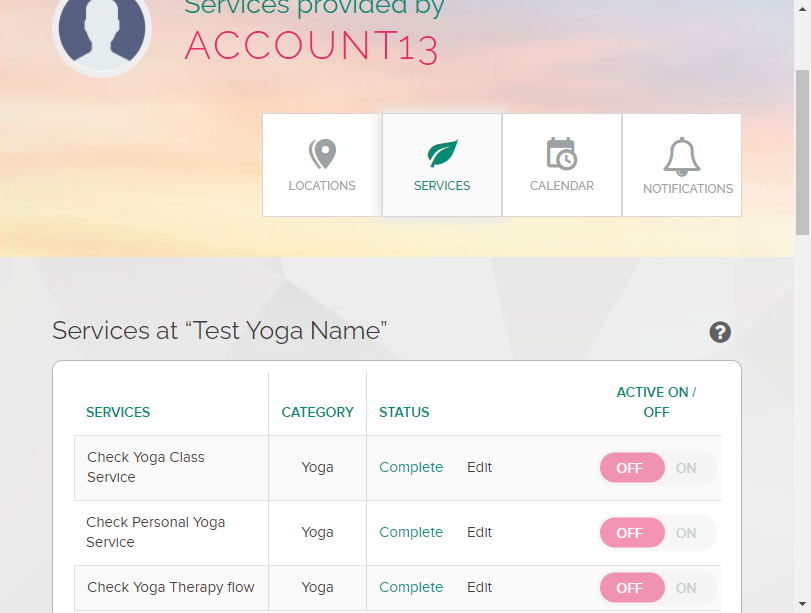 Services provided by
ACCOUNT13
LOCATIONS
SERVICES
CALENDAR
NOTIFICATIONS
Services at “Test Yoga Name”
?
SERVICES CATEGORY STATUS ACTIVE ON /
OFF
Check Yoga Class
Service
Yoga Complete Edit OFF ON
Check Personal Yoga
Service
Yoga Complete Edit OFF ON
Check Yoga Therapy flow Yoga Complete Edit OFF ON